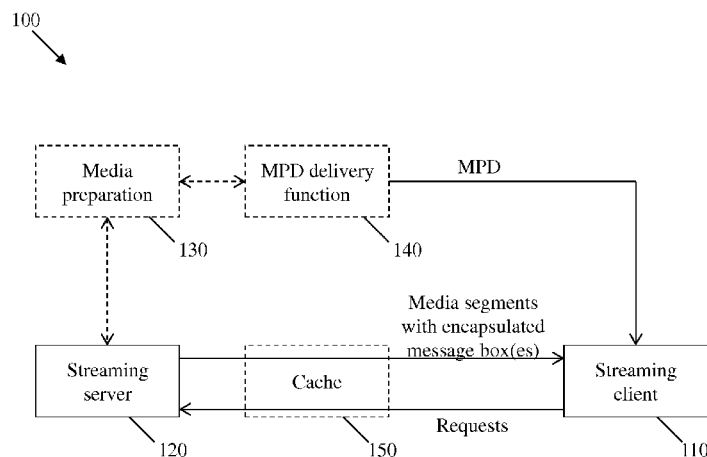 100
Media
preparation
130
MPD delivery
function
140
MPD
Media segments
with encapsulated
message box(es)
Streaming
server
120
Cache
150
Requests
Streaming
client
110